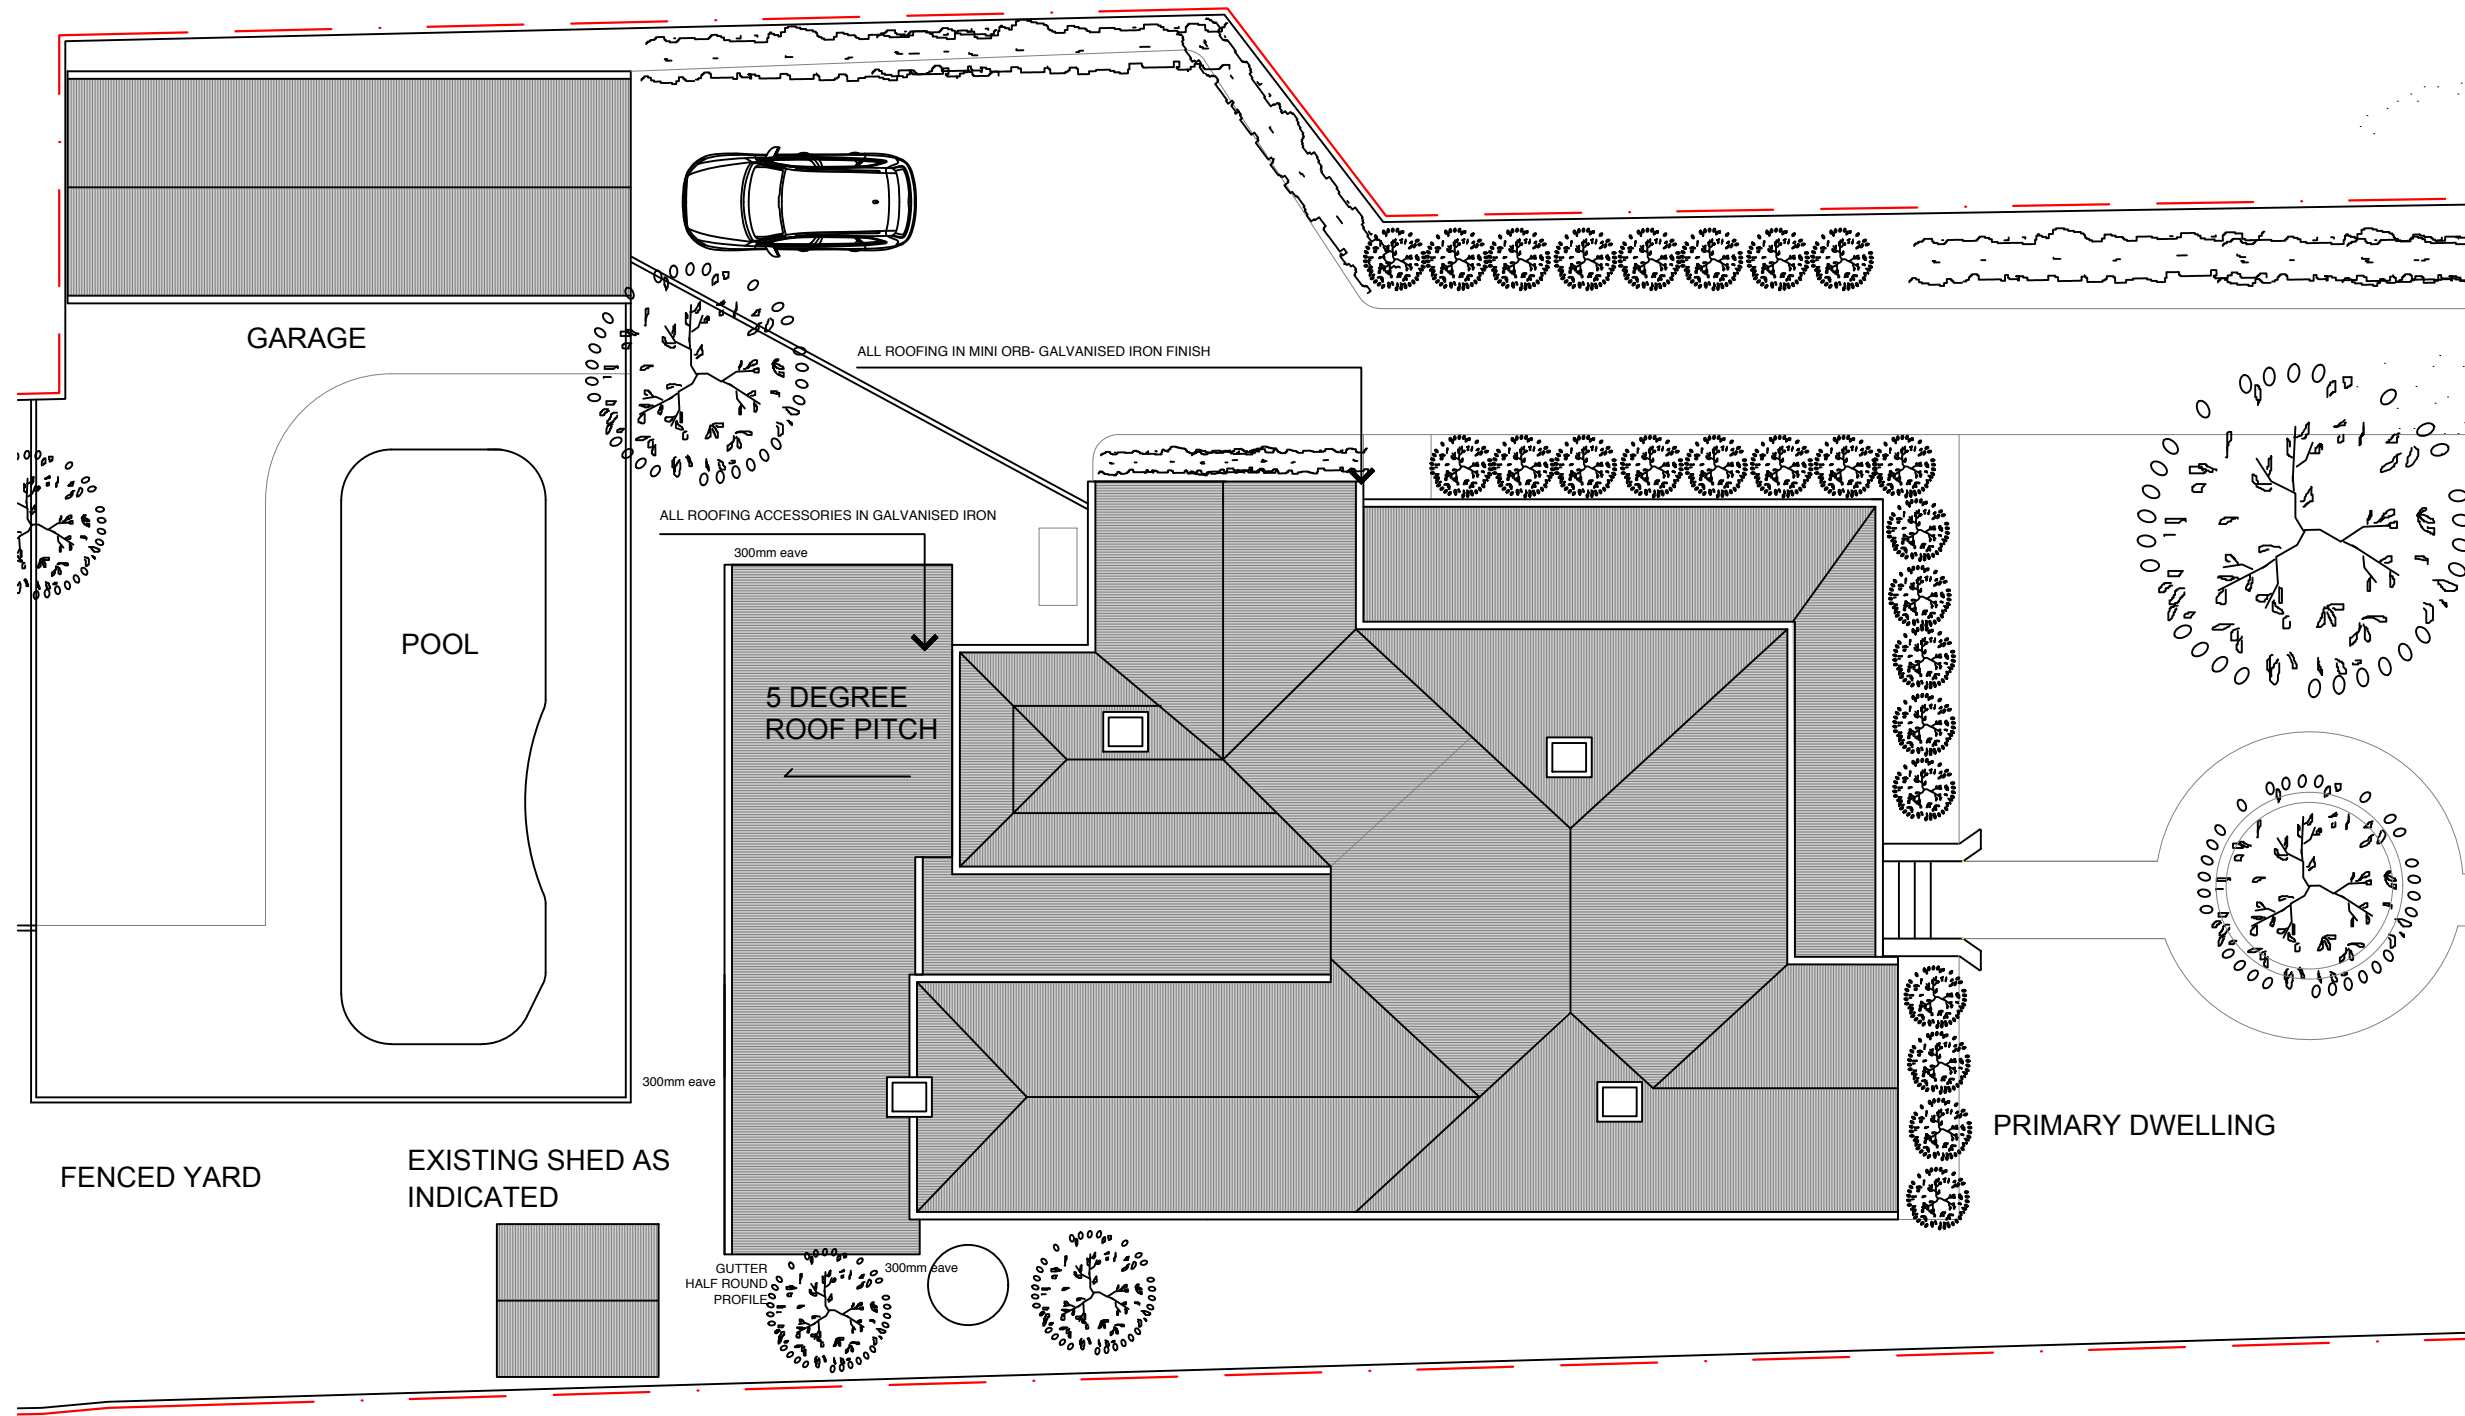 GARAGE
ALL ROOFING IN MINI ORB- GALVANISED IRON FINISH
ALL ROOFING ACCESSORIES IN GALVANISED IRON
300mm eave
POOL
5 DEGREE
ROOF PITCH
300mm eave
PRIMARY DWELLING
EXISTING SHED AS
INDICATED
FENCED YARD
GUTTER
HALF ROUND
PROFILE
300mm eave